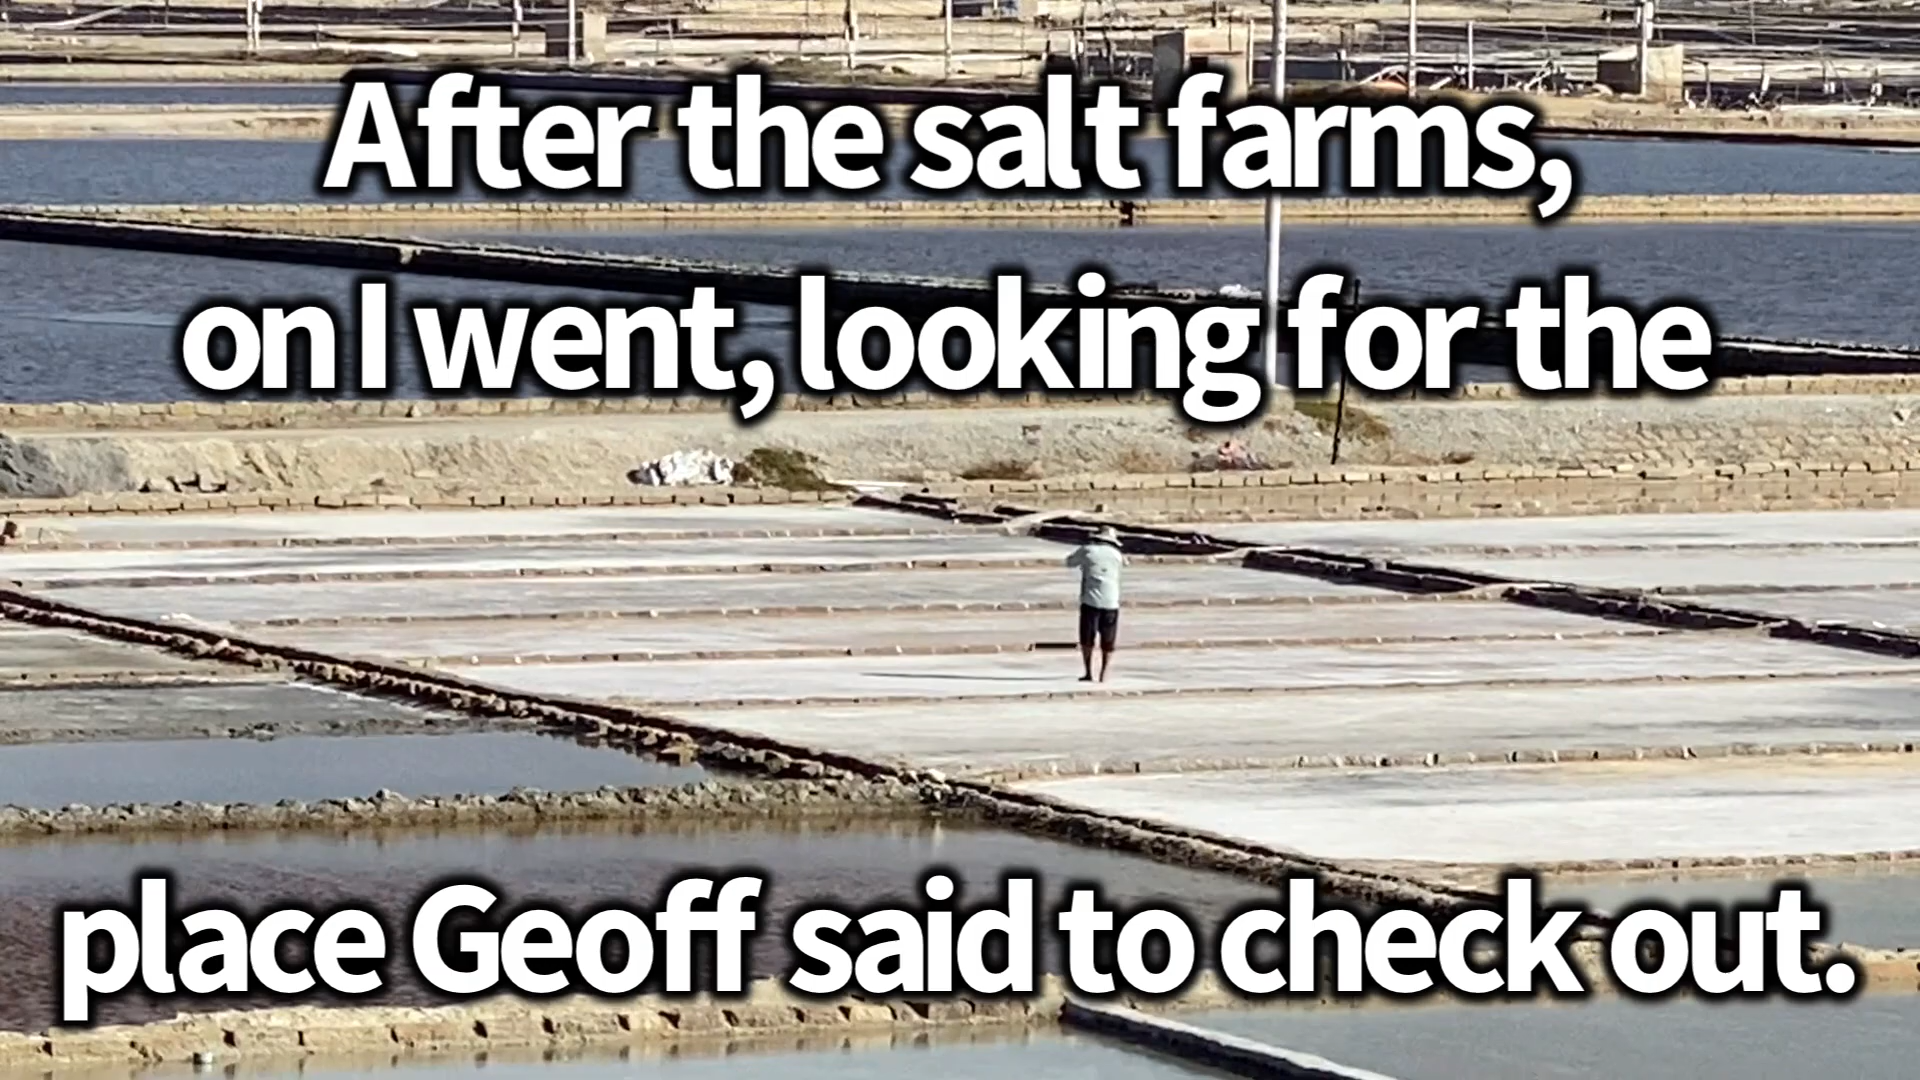 After the salt farms,
on I went, looking for the
place Geoff said to check out.